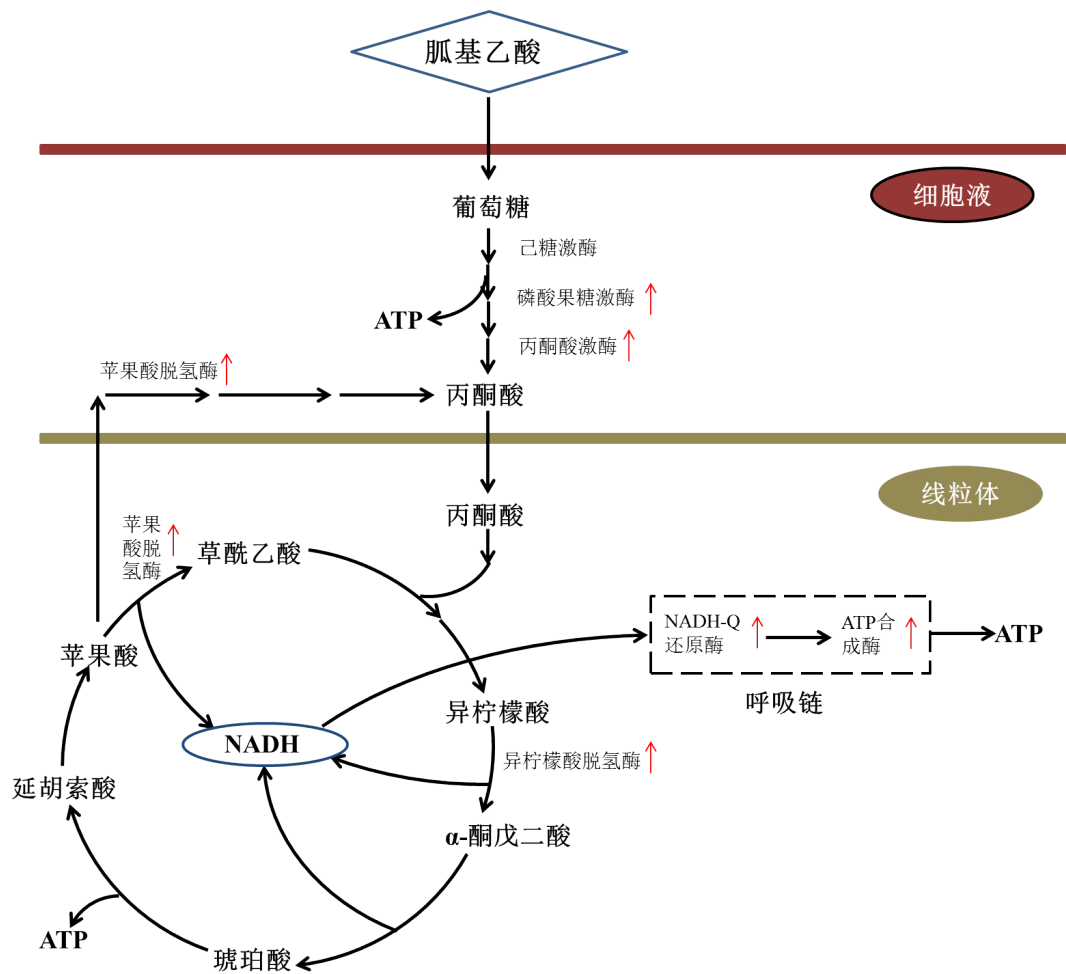 胍基乙酸
细胞液
葡萄糖
己糖激酶
磷酸果糖激酶
ATP
丙酮酸激酶
苹果酸脱氢酶
丙酮酸
线粒体
丙酮酸
苹果
酸脱
氢酶
草酰乙酸
NADH-Q
还原酶
ATP合
成酶
ATP
苹果酸
呼吸链
异柠檬酸
NADH
异柠檬酸脱氢酶
延胡索酸
α-酮戊二酸
ATP
琥珀酸